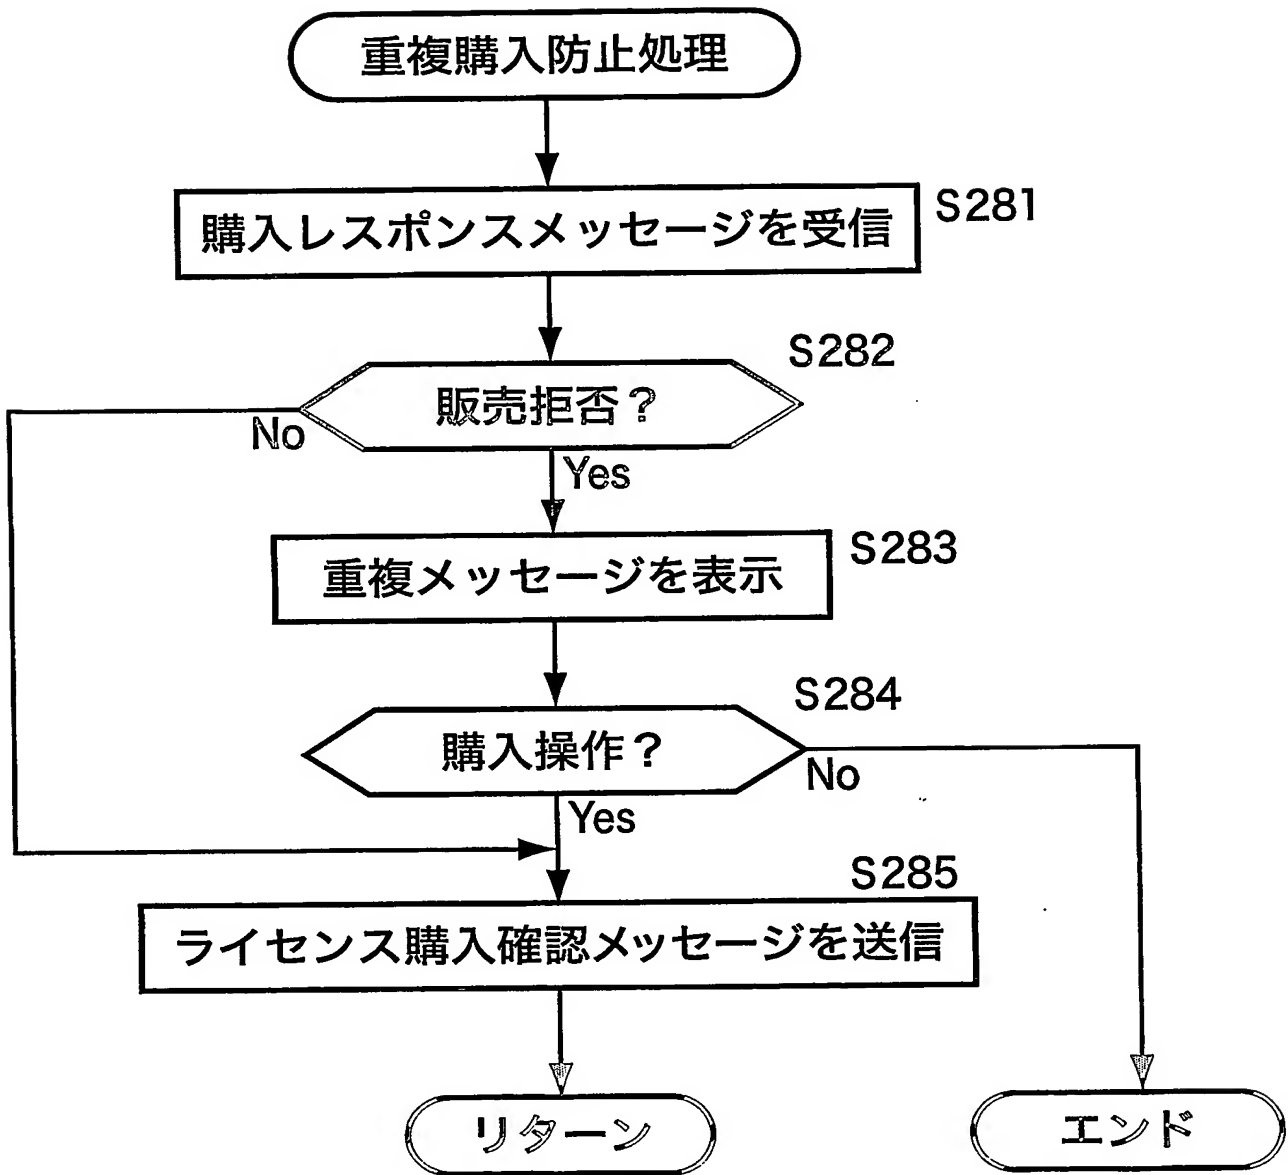 重複購入防止処理
S281
購入レスポンスメッセージを受信
S282
販売拒否?
No
Yes
S283
重複メッセージを表示
S284
購入操作?
No
Yes
S285
ライセンス購入確認メッセージを送信
リターン
エンド